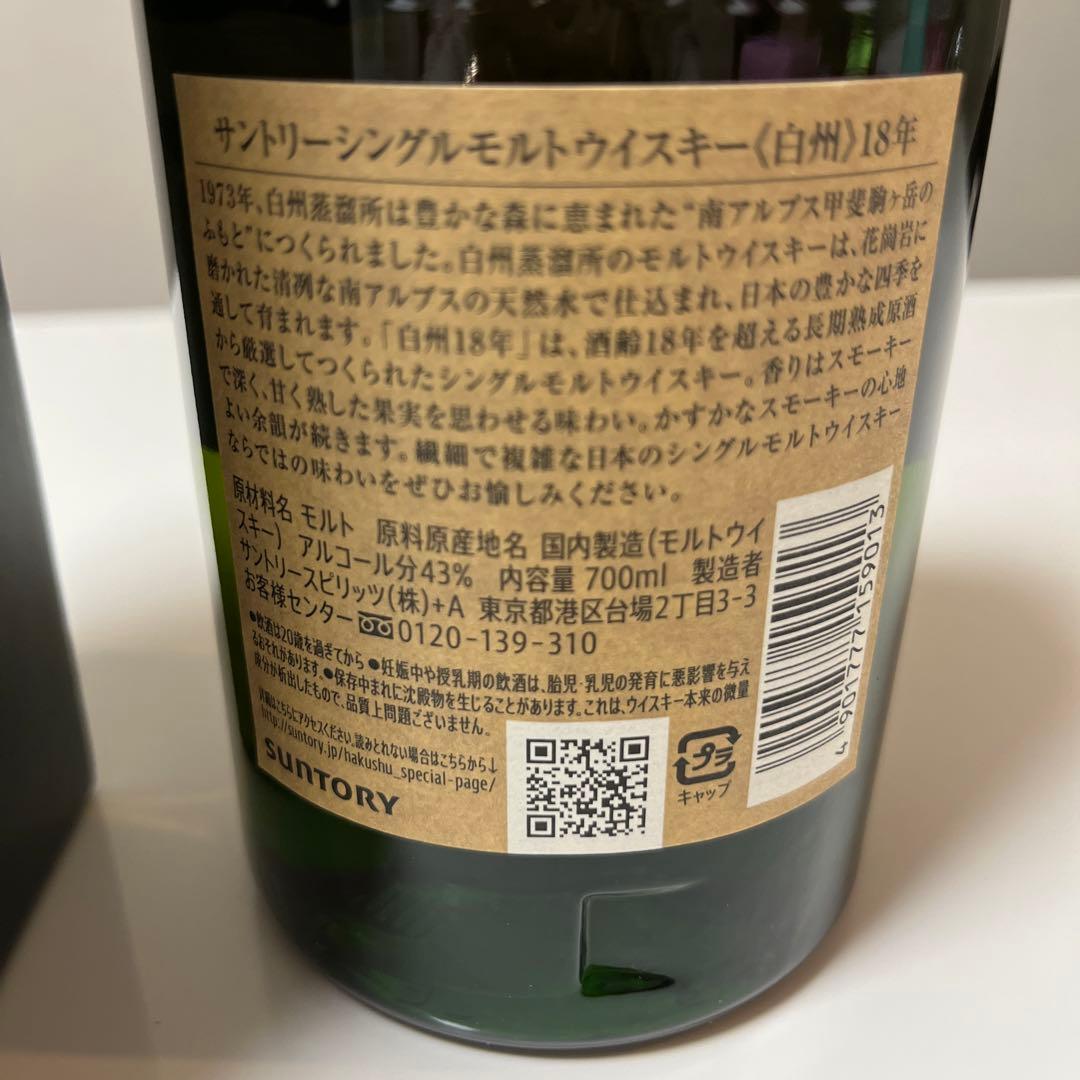 サントリーシングルモルトウイスキー《白州》18年
1973年、白州蒸溜所は豊かな森に恵まれた“南アルプス甲斐駒ヶ岳の
ふもと”につくられました。白州蒸溜所のモルトウイスキーは、花崗岩に
磨かれた清冽な南アルプスの天然水で仕込まれ、日本の豊かな四季を
通して育まれます。「白州18年」は、酒齢18年を超える長期熟成原酒
から厳選してつくられたシングルモルトウイスキー。香りはスモーキー
で深く、甘く熟した果実を思わせる味わい。かすかなスモーキーの心地
よい余韻が続きます。繊細で複雑な日本のシングルモルトウイスキー
ならではの味わいをぜひお愉しみください。
原材料名 モルト 原料原産地名 国内製造(モルトウイ
スキー) アルコール分43% 内容量 700ml 製造者
サントリースピリッツ(株)+A 東京都港区台場2丁目3-3
お客様センター 0120-139-310
●飲酒は20歳を過ぎてから ●妊娠中や授乳期の飲酒は、胎児・乳児の発育に悪影響を与え
るおそれがあります。●保存中まれに沈殿物を生じることがあります。これは、ウイスキー本来の微量
成分が析出したもので、品質上問題ございません。
詳細はこちらにアクセスください。読みとれない場合はこちらから↓
http://suntory.jp/hakushu_special-page/
SUNTORY
プラ
キャップ
4901777159013